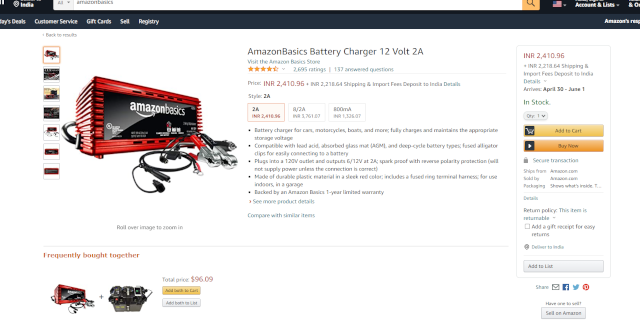 India
All
amazonbasics
Account & Lists
& O
day's Deals Customer Service Gift Cards Sell Registry
Amazon's resp
‹ Back to results
AmazonBasics Battery Charger 12 Volt 2A
Visit the Amazon Basics Store
2,695 ratings | 137 answered questions
Price: INR 2,410.96 + INR 2,218.64 Shipping & Import Fees Deposit to India Details
Style: 2A
2A 8/2A 800mA
INR 2,410.96 INR 3,761.07 INR 1,326.07
• Battery charger for cars, motorcycles, boats, and more; fully charges and maintains the appropriate
storage voltage
• Compatible with lead acid, absorbed glass mat (AGM), and deep-cycle battery types; fused alligator
clips for easily connecting to a battery
• Plugs into a 120V outlet and outputs 6/12V at 2A; spark proof with reverse polarity protection (will
not supply power unless the connection is correct)
• Made of durable plastic material in a sleek red color; includes a fused ring terminal harness; for use
indoors, in a garage
• Backed by an Amazon Basics 1-year limited warranty
› See more product details
Compare with similar items
amazonbasics
Roll over image to zoom in
INR 2,410.96
+ INR 2,218.64 Shipping &
Import Fees Deposit to India
Details
Arrives: April 30 - June 1
In Stock.
Qty: 1
Add to Cart
Buy Now
Secure transaction
Ships from Amazon.com
Sold by Amazon.com
Packaging Shows what's inside. T...
Details
Return policy: This item is
returnable
Add a gift receipt for easy
returns
Deliver to India
Add to List
Share
Have one to sell?
Sell on Amazon
Frequently bought together
+
Total price: $96.09
Add both to Cart
Add both to List